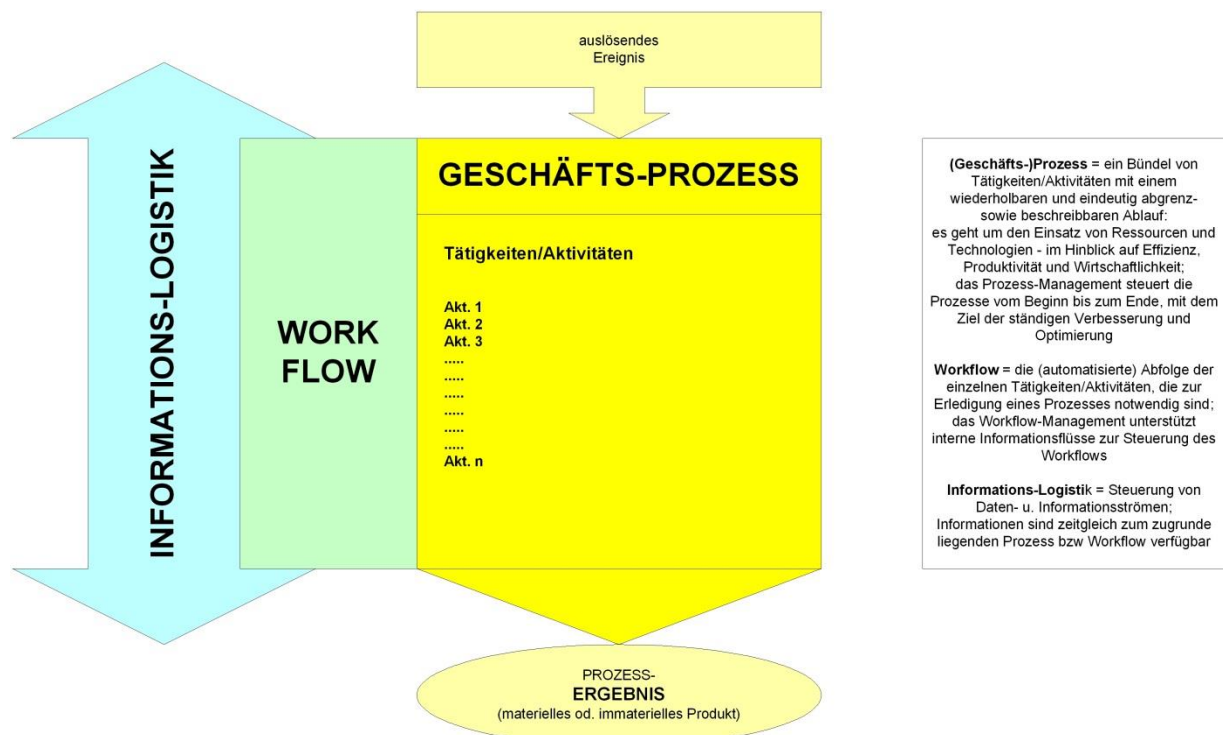 auslösendes
Ereignis
INFORMATIONS-LOGISTIK
WORK
FLOW
GESCHÄFTS-PROZESS
Tätigkeiten/Aktivitäten
Akt. 1
Akt. 2
Akt. 3
.....
.....
.....
.....
.....
.....
Akt. n
PROZESS-
ERGEBNIS
(materielles od. immaterielles Produkt)
(Geschäfts-)Prozess = ein Bündel von
Tätigkeiten/Aktivitäten mit einem
wiederholbaren und eindeutig abgrenz-
sowie beschreibbaren Ablauf:
es geht um den Einsatz von Ressourcen und
Technologien - im Hinblick auf Effizienz,
Produktivität und Wirtschaftlichkeit;
das Prozess-Management steuert die
Prozesse vom Beginn bis zum Ende, mit dem
Ziel der ständigen Verbesserung und
Optimierung
Workflow = die (automatisierte) Abfolge der
einzelnen Tätigkeiten/Aktivitäten, die zur
Erledigung eines Prozesses notwendig sind;
das Workflow-Management unterstützt
interne Informationsflüsse zur Steuerung des
Workflows
Informations-Logistik = Steuerung von
Daten- u. Informationsströmen;
Informationen sind zeitgleich zum zugrunde
liegenden Prozess bzw Workflow verfügbar